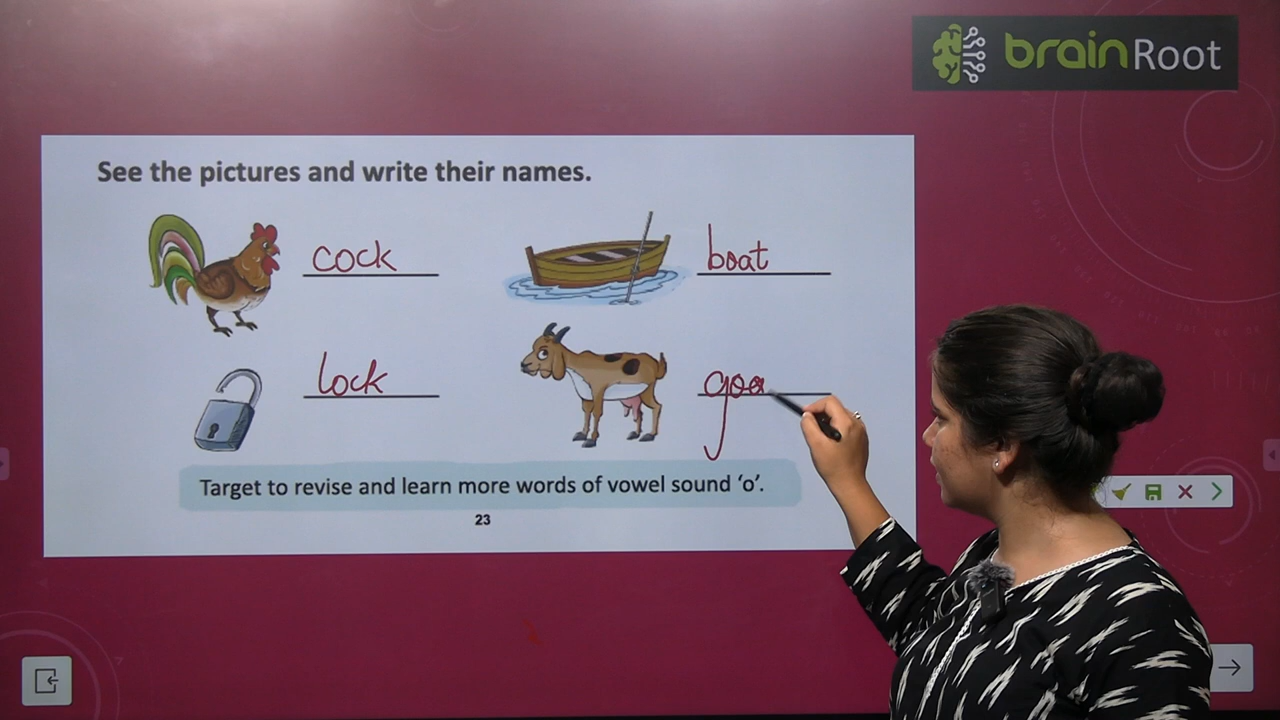 brainRoot
See the pictures and write their names.
cock
boat
lock
goa
Target to revise and learn more words of vowel sound ‘o’.
23